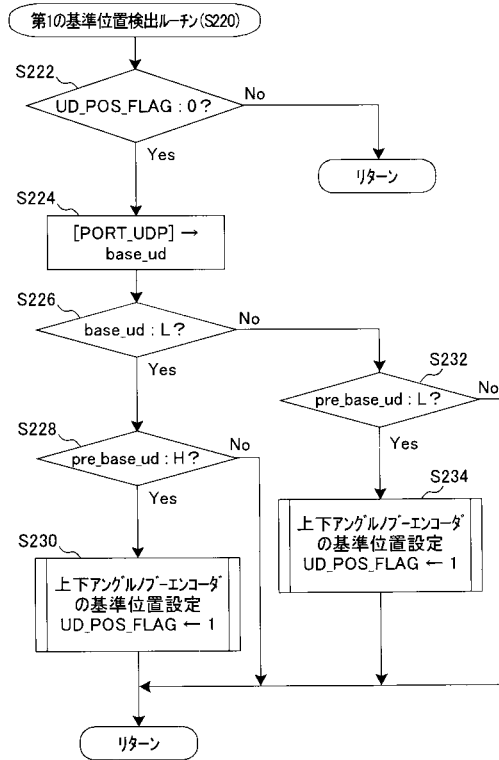 第1の基準位置検出ルーチン(S220)
S222
UD_POS_FLAG : 0?
No
Yes
リターン
S224
[PORT_UDP] →
base_ud
S226
base_ud : L?
No
Yes
S232
pre_base_ud : L?
No
Yes
S228
pre_base_ud : H?
No
Yes
S234
上下アングルノブーエンコーダ
の基準位置設定
UD_POS_FLAG ← 1
S230
上下アングルノブーエンコーダ
の基準位置設定
UD_POS_FLAG ← 1
リターン